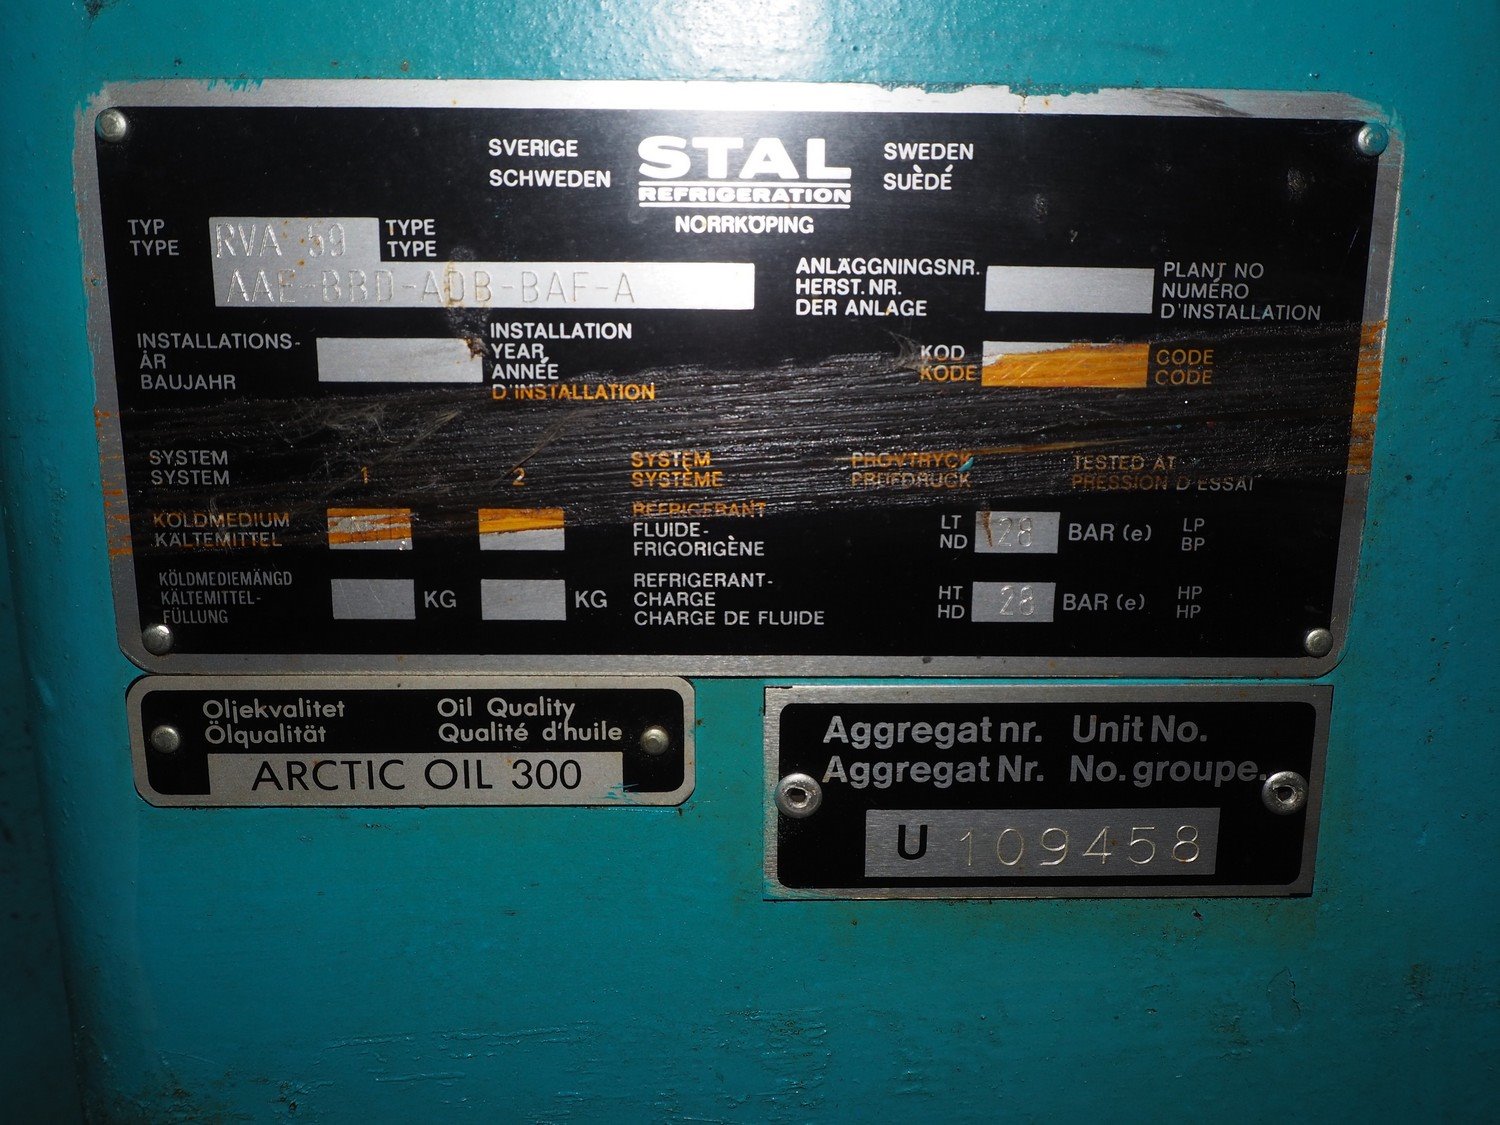 SVERIGE STAL SWEDEN
SCHWEDEN REFRIGERATION SUÈDÉ
NORRKÖPING
TYP RVA 59 TYPE
TYPE TYPE
AAE-BBD-ADB-BAF-A
ANLÄGGNINGSNR. PLANT NO
HERST. NR. NUMÉRO
DER ANLAGE D'INSTALLATION
INSTALLATIONS- INSTALLATION
ÅR YEAR
BAUJAHR ANNÉE
D'INSTALLATION
KOD CODE
KODE CODE
SYSTEM 1 2 SYSTEM PROVTRYCK TESTED AT
SYSTEM SYSTÈME PRÜFDRUCK PRESSION D'ESSAI
KÖLDMEDIUM REFRIGERANT
KÄLTEMITTEL FLUIDE-
FRIGORIGÈNE
LT 28 BAR (e) LP
ND BP
KÖLDMEDIEMÄNGD KG KG REFRIGERANT-
KÄLTEMITTEL- CHARGE
FÜLLUNG CHARGE DE FLUIDE
HT 28 BAR (e) HP
HD HP
Oljekvalitet Oil Quality
Ölqualität Qualité d'huile
ARCTIC OIL 300
Aggregat nr. Unit No.
Aggregat Nr. No. groupe.
U 109458